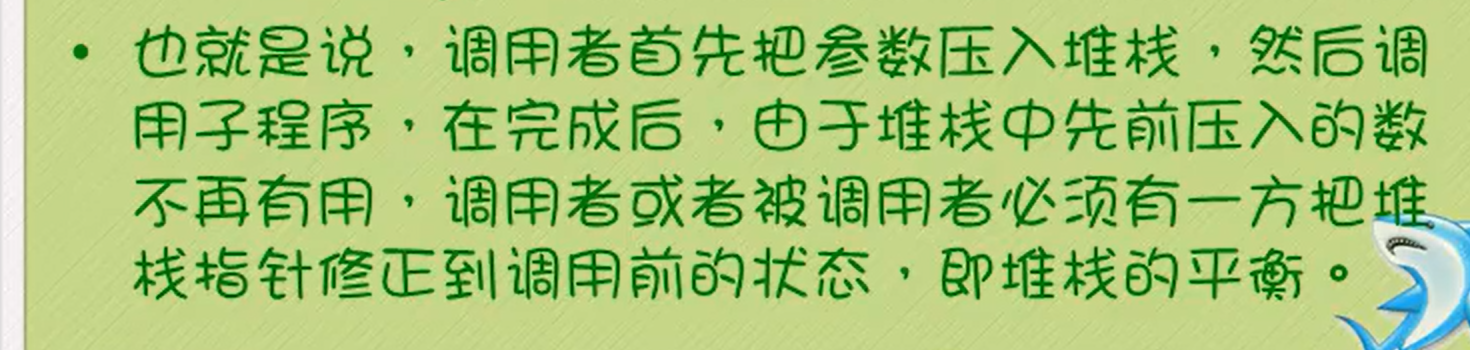 • 也就是说，调用者首先把参数压入堆栈，然后调
用子程序，在完成后，由于堆栈中先前压入的数
不再有用，调用者或者被调用者必须有一方把堆
栈指针修正到调用前的状态，即堆栈的平衡。